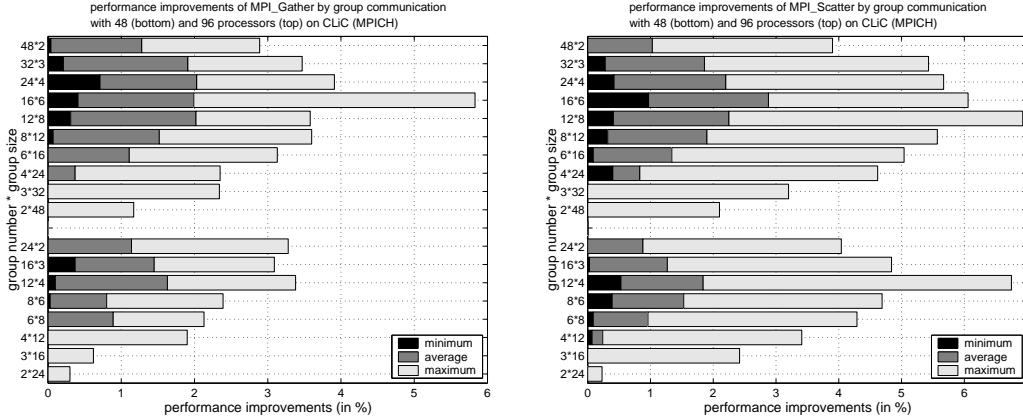 performance improvements of MPI_Gather by group communication
with 48 (bottom) and 96 processors (top) on CLiC (MPICH)
group number * group size
48*2
32*3
24*4
16*6
12*8
8*12
6*16
4*24
3*32
2*48
24*2
16*3
12*4
8*6
6*8
4*12
3*16
2*24
minimum
average
maximum
0 1 2 3 4 5 6
performance improvements (in %)
performance improvements of MPI_Scatter by group communication
with 48 (bottom) and 96 processors (top) on CLiC (MPICH)
group number * group size
48*2
32*3
24*4
16*6
12*8
8*12
6*16
4*24
3*32
2*48
24*2
16*3
12*4
8*6
6*8
4*12
3*16
2*24
minimum
average
maximum
0 1 2 3 4 5 6
performance improvements (in %)